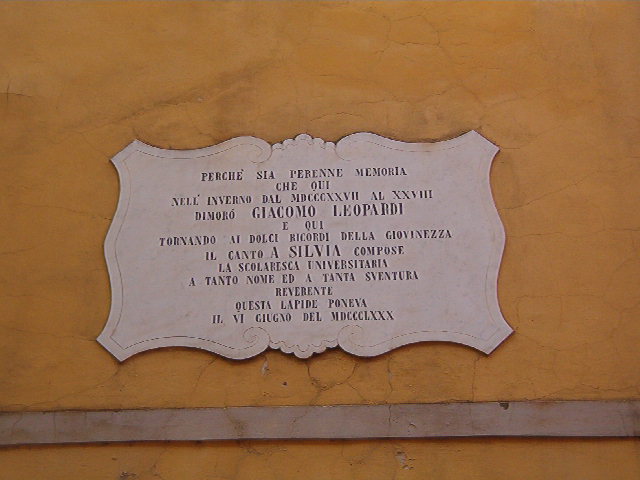 PERCHE' SIA PERENNE MEMORIA
CHE QUI
NELL' INVERNO DAL MDCCCXXVII AL XXVIII
DIMORÓ GIACOMO LEOPARDI
E QUI
TORNANDO AI DOLCI RICORDI DELLA GIOVINEZZA
IL CANTO A SILVIA COMPOSE
LA SCOLARESCA UNIVERSITARIA
A TANTO NOME ED A TANTA SVENTURA
REVERENTE
QUESTA LAPIDE PONEVA
IL VI GIUGNO DEL MDCCCLXXX